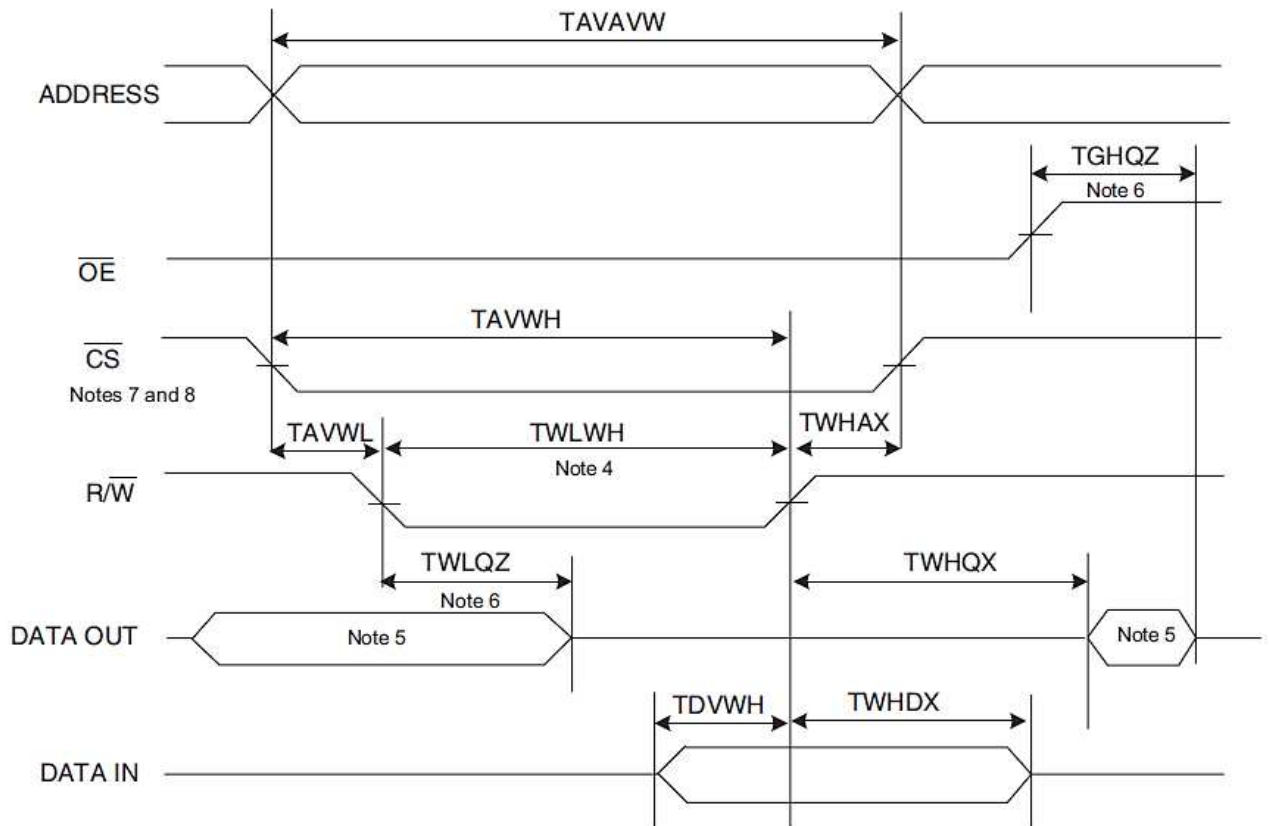 TAVAVW
ADDRESS
TGHQZ
Note 6
OE
TAVWH
CS
Notes 7 and 8
TAVWL
TWLWH
TWHAX
Note 4
R/W
TWLQZ
TWHQX
Note 6
DATA OUT
Note 5
Note 5
TDVWH
TWHDX
DATA IN